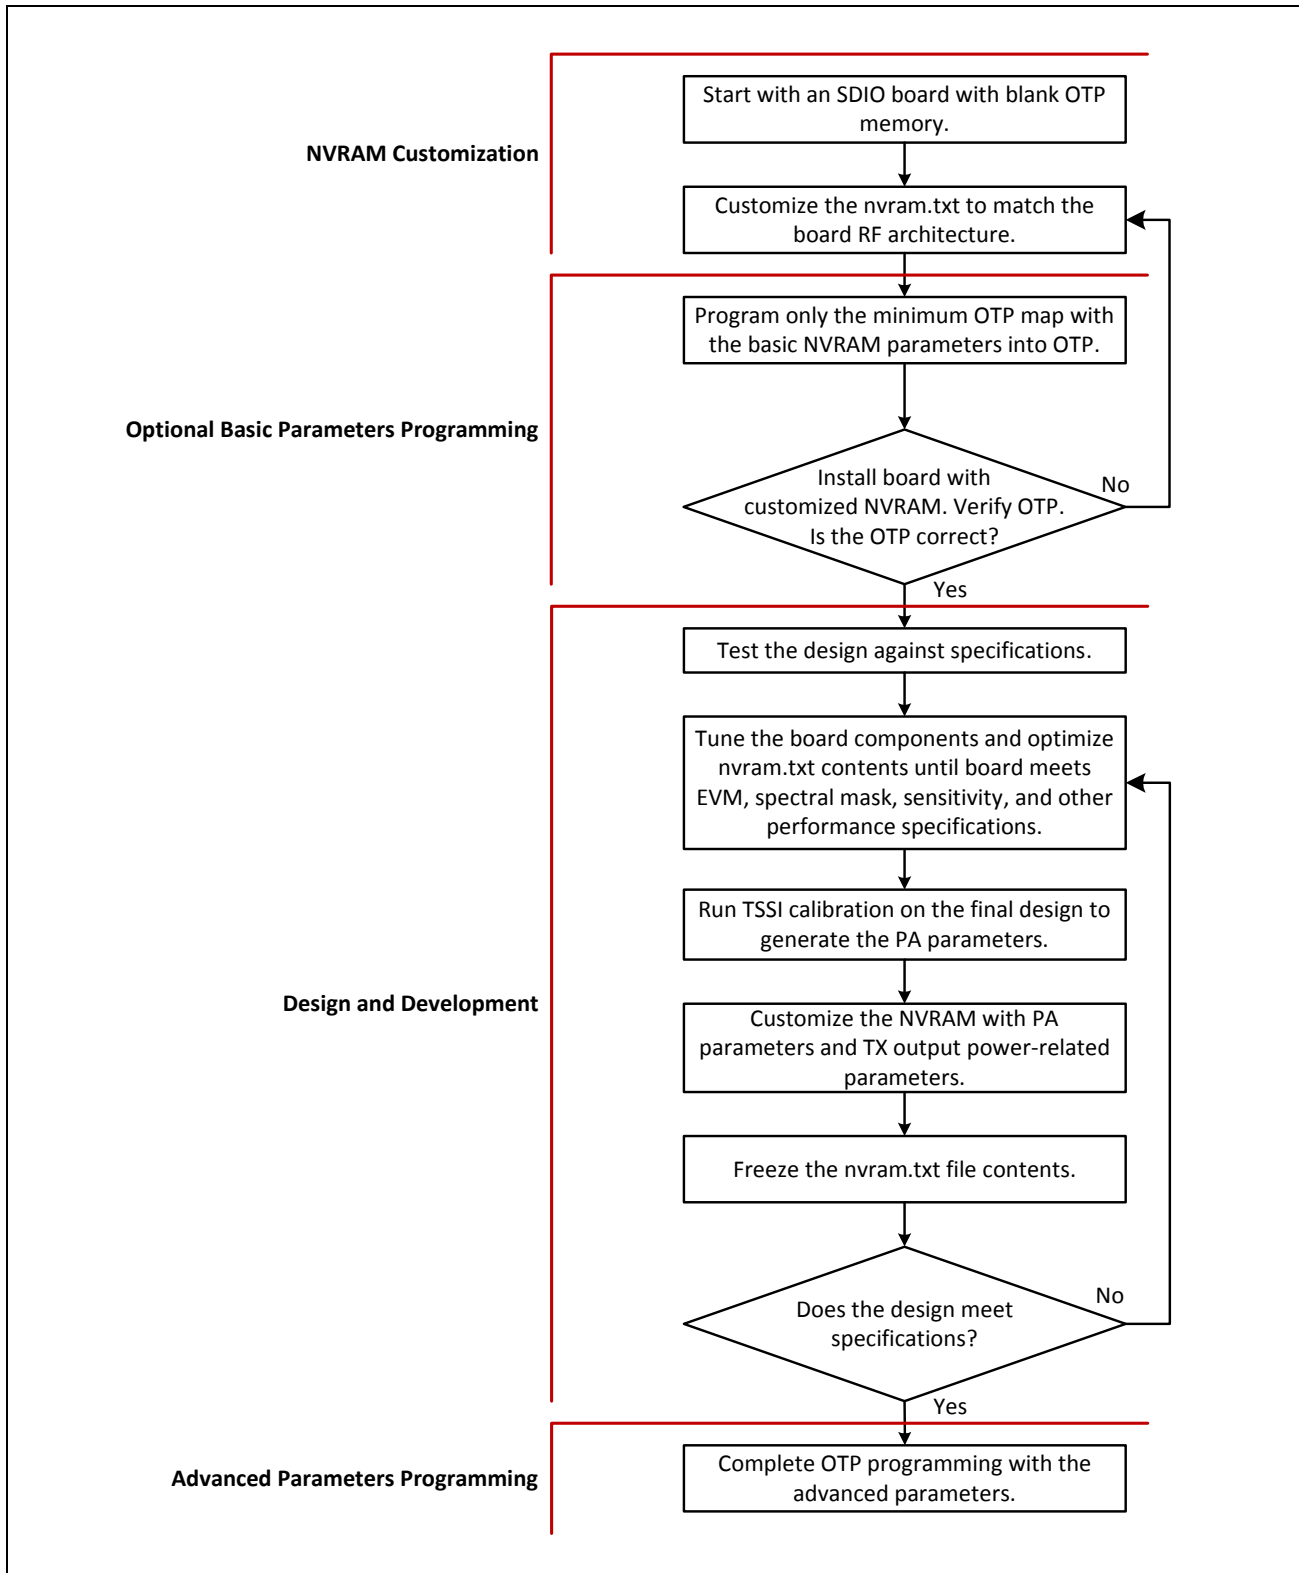 Start with an SDIO board with blank OTP
memory.
NVRAM Customization
Customize the nvram.txt to match the
board RF architecture.
Program only the minimum OTP map with
the basic NVRAM parameters into OTP.
Optional Basic Parameters Programming
Install board with
customized NVRAM. Verify OTP.
Is the OTP correct?
No
Yes
Test the design against specifications.
Tune the board components and optimize
nvram.txt contents until board meets
EVM, spectral mask, sensitivity, and other
performance specifications.
Run TSSI calibration on the final design to
generate the PA parameters.
Design and Development
Customize the NVRAM with PA
parameters and TX output power-related
parameters.
Freeze the nvram.txt file contents.
Does the design meet
specifications?
No
Yes
Advanced Parameters Programming
Complete OTP programming with the
advanced parameters.